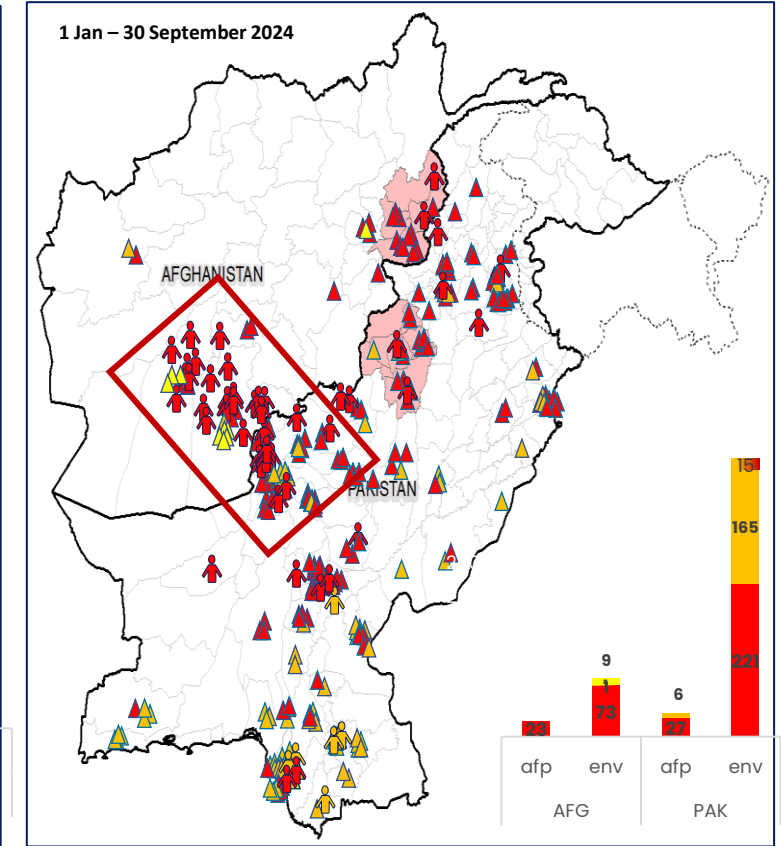 1 Jan – 30 September 2024
AFGHANISTAN
PAKISTAN
15
165
221
9
1
73
6
27
23
afp
env
afp
env
AFG
PAK